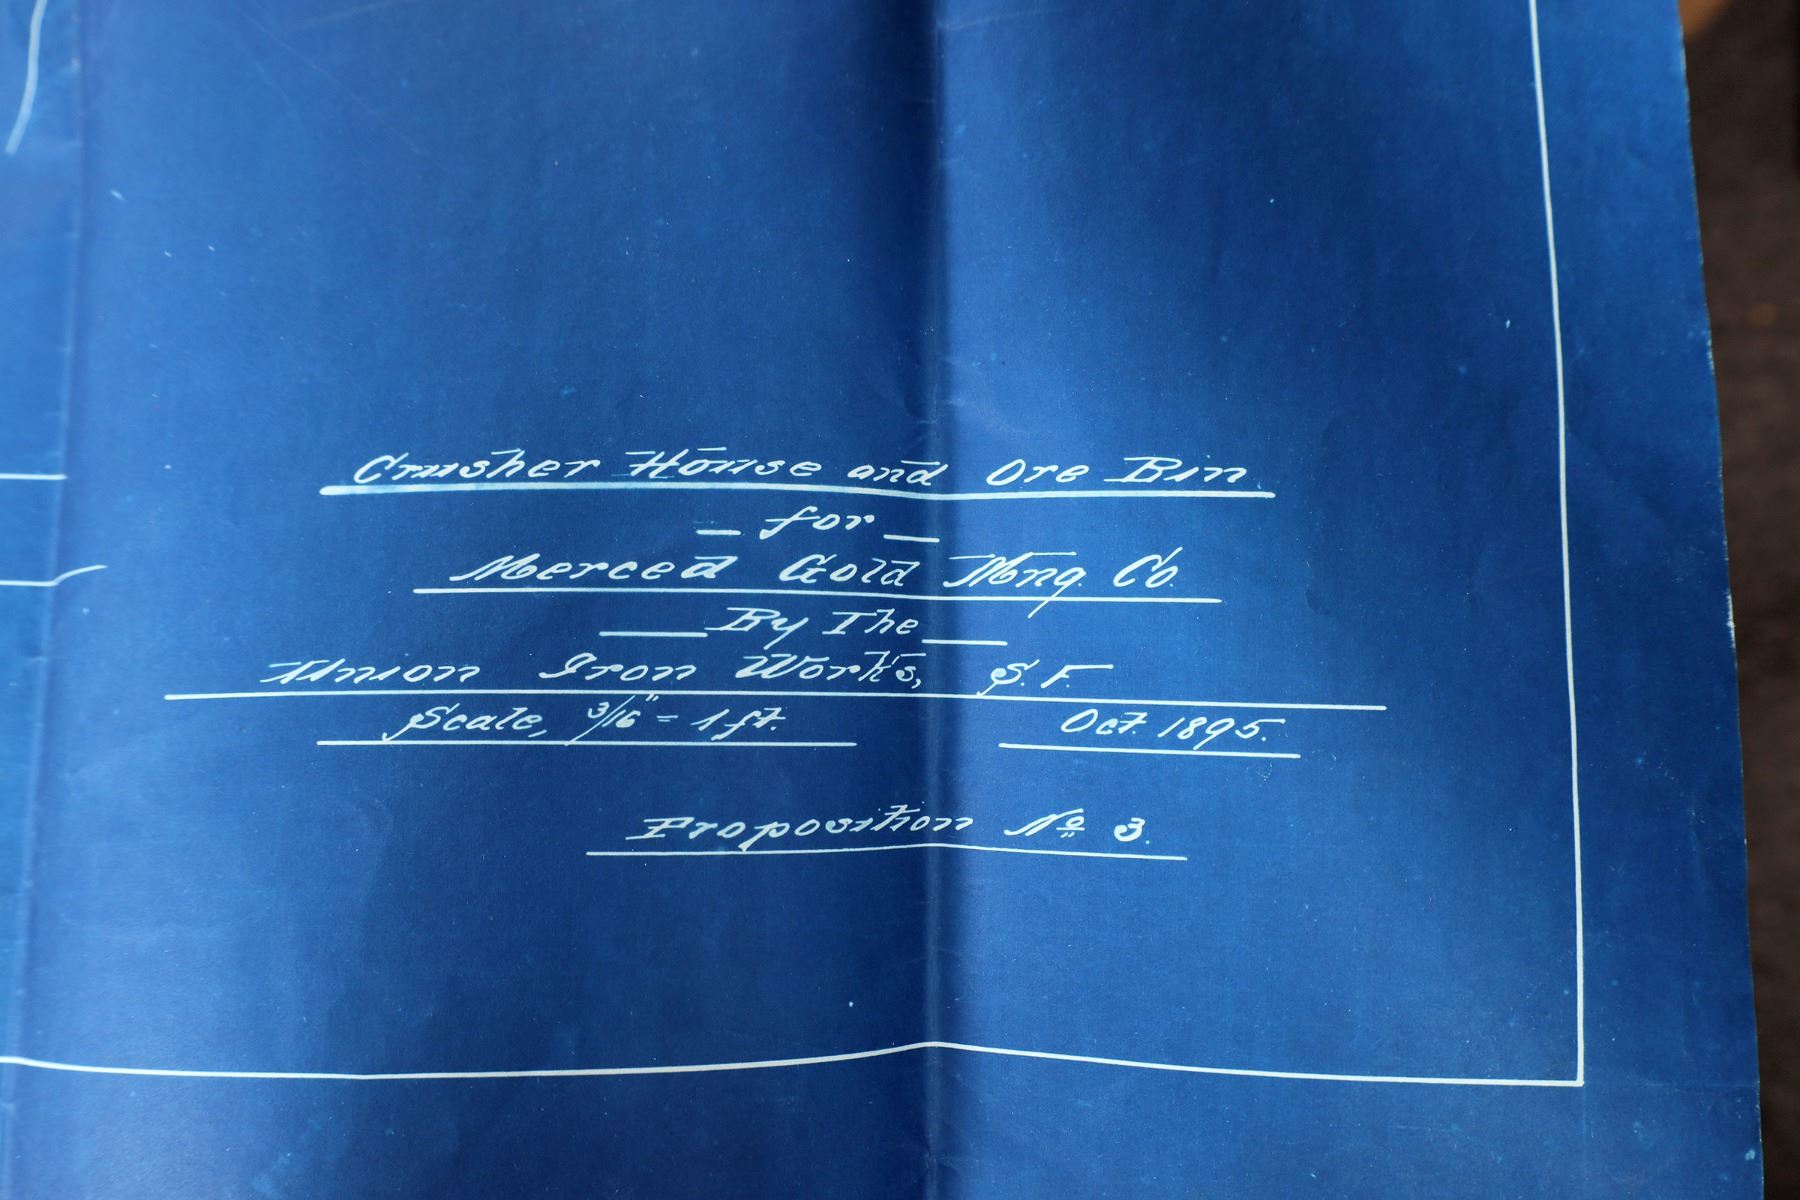 Crusher House and Ore Bin
— for —
Merced Gold Mng. Co.
— By The —
Union Iron Works, S. F.
Scale, 3/16" = 1 ft. Oct. 1895.
Proposition № 3.